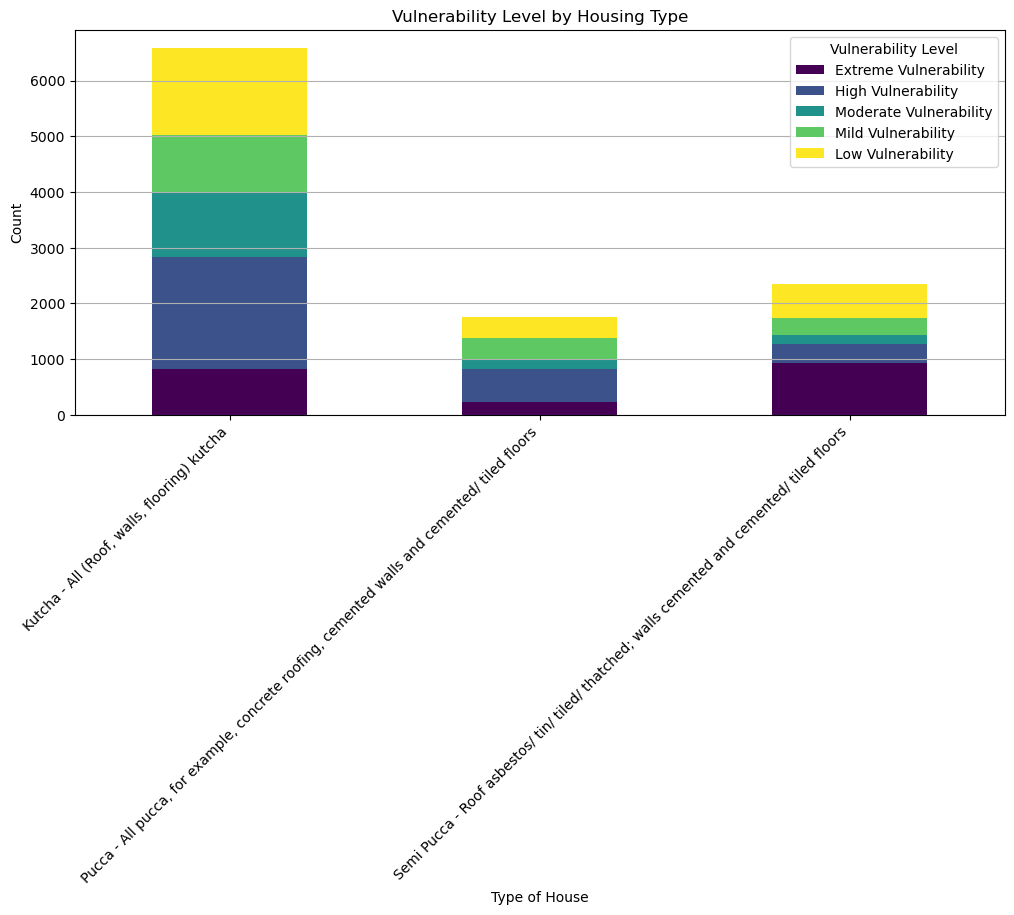 Vulnerability Level by Housing Type
Vulnerability Level
Extreme Vulnerability
High Vulnerability
Moderate Vulnerability
Mild Vulnerability
Low Vulnerability
Count
6000
5000
4000
3000
2000
1000
0
Kutcha - All (Roof, walls, flooring) kutcha
Pucca - All pucca, for example, concrete roofing, cemented walls and cemented/ tiled floors
Semi Pucca - Roof asbestos/ tin/ tiled/ thatched; walls cemented and cemented/ tiled floors
Type of House